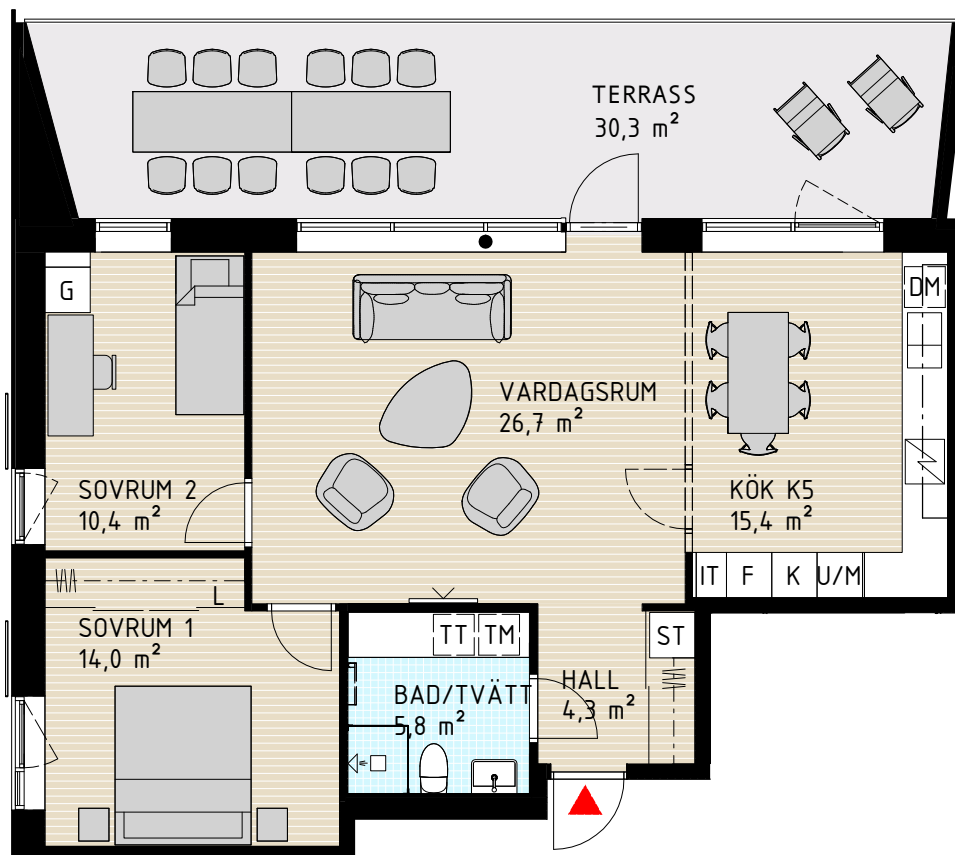 TERRASS
30,3 m²
G
DM
VARDAGSRUM
26,7 m²
SOVRUM 2
10,4 m²
KÖK K5
15,4 m²
IT F K U/M
L
SOVRUM 1
14,0 m²
TT TM
ST
BAD/TVÄTT
5,8 m²
HALL
4,3 m²